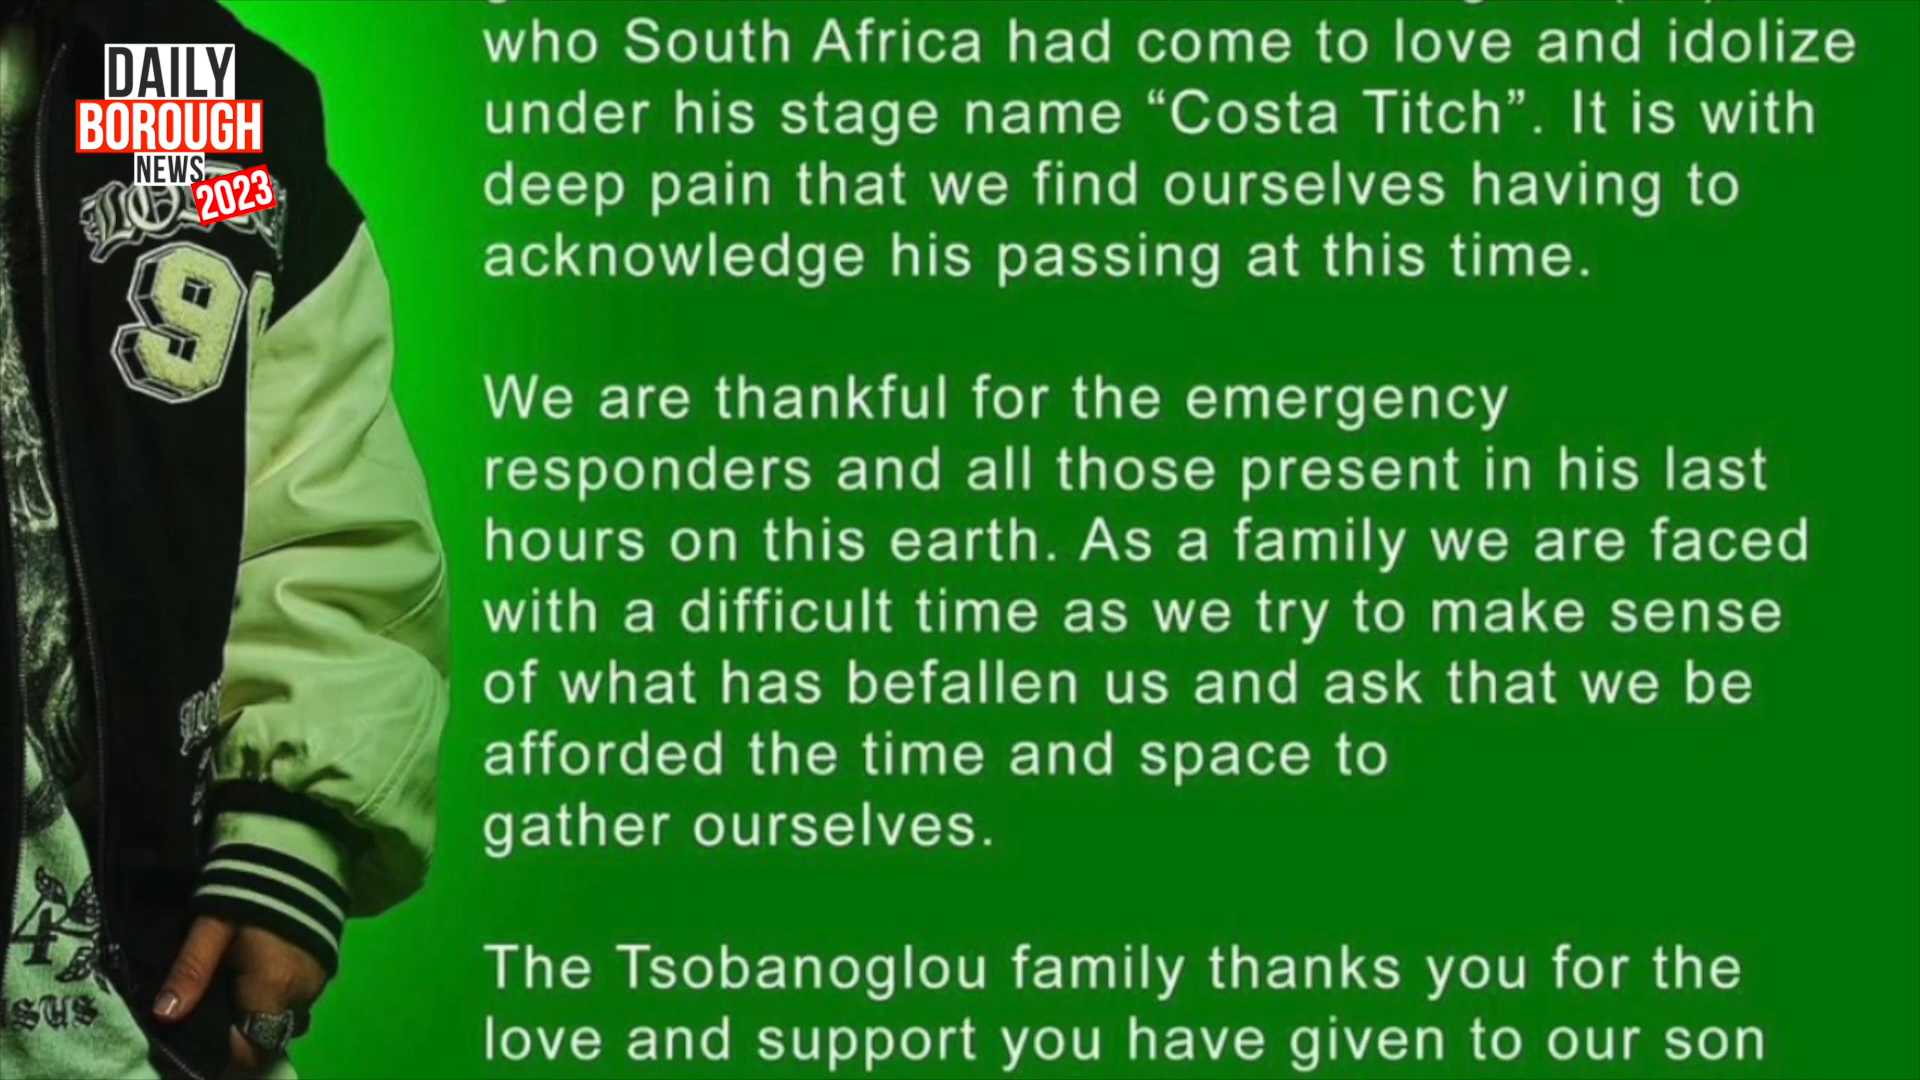 DAILY
BOROUGH
NEWS
2023
9
who South Africa had come to love and idolize
under his stage name “Costa Titch”. It is with
deep pain that we find ourselves having to
acknowledge his passing at this time.
We are thankful for the emergency
responders and all those present in his last
hours on this earth. As a family we are faced
with a difficult time as we try to make sense
of what has befallen us and ask that we be
afforded the time and space to
gather ourselves.
The Tsobanoglou family thanks you for the
love and support you have given to our son